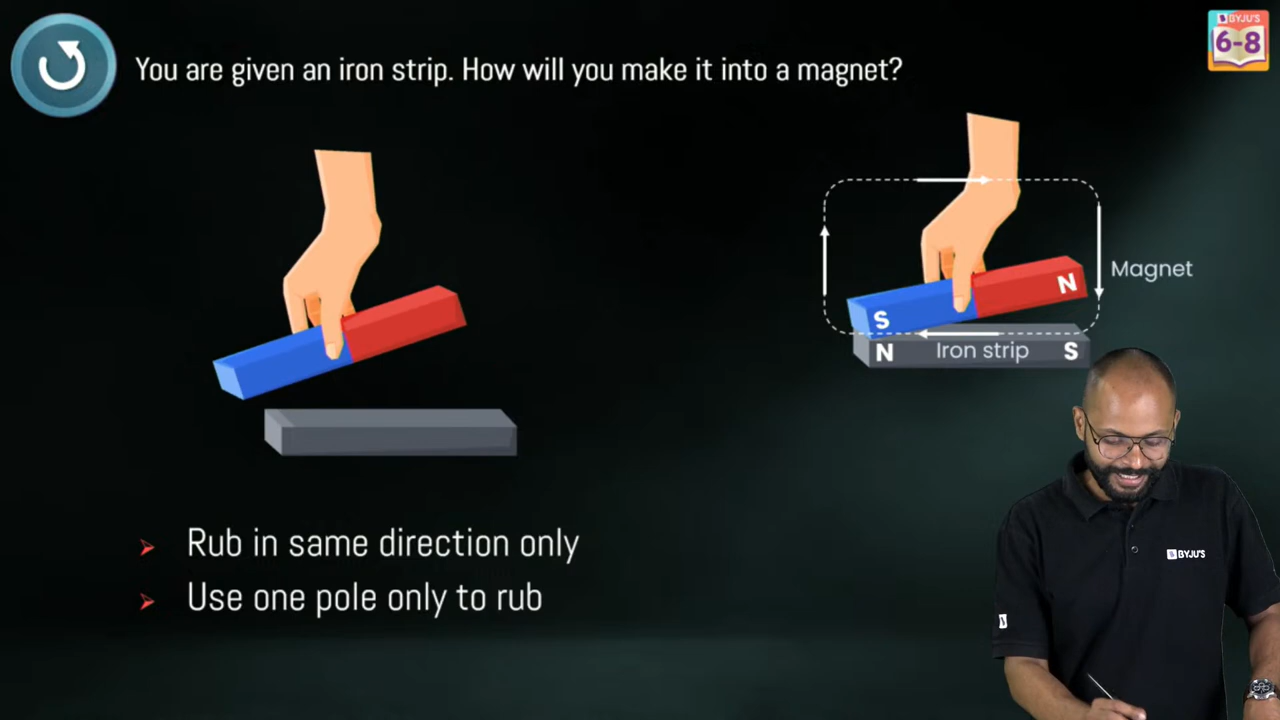 BYJU'S
6-8
You are given an iron strip. How will you make it into a magnet?
N
Magnet
S
N Iron strip S
Rub in same direction only
Use one pole only to rub
BYJU'S